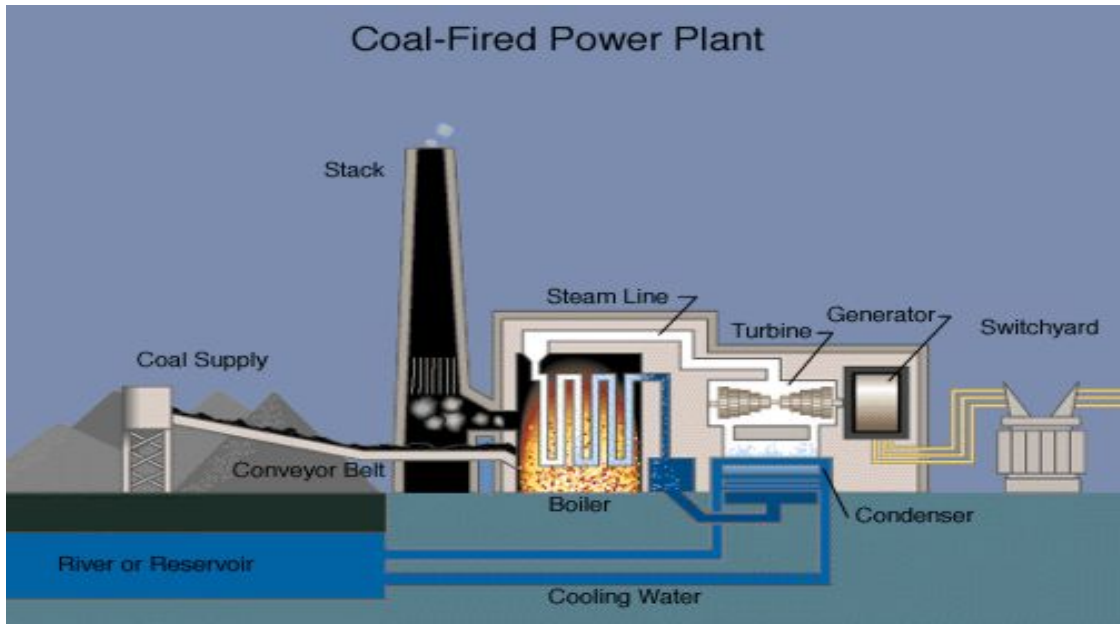 Coal-Fired Power Plant
Stack
Steam Line
Generator
Turbine
Switchyard
Coal Supply
Conveyor Belt
Boiler
Condenser
River or Reservoir
Cooling Water